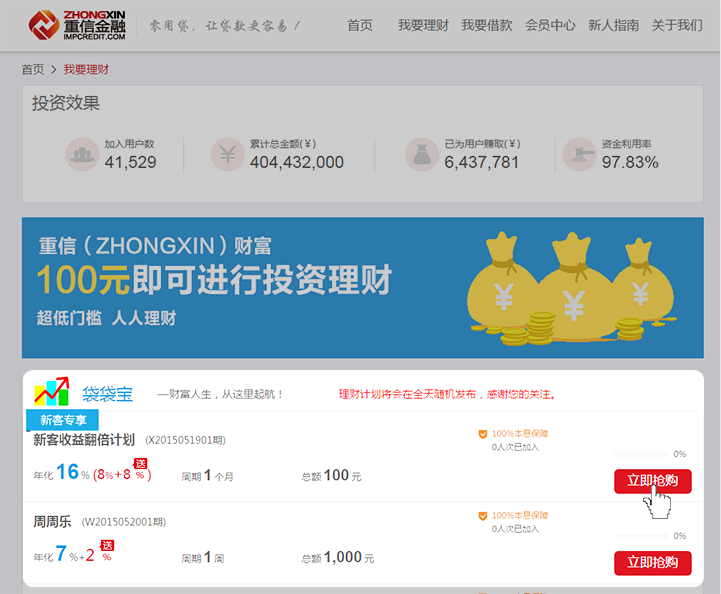 ZHONGXIN
重信金融
IMPCREDIT.COM
零用贷，让贷款更容易！
首页 我要理财 我要借款 会员中心 新人指南 关于我们
首页 > 我要理财
投资效果
加入用户数
41,529
累计总金额(¥)
404,432,000
已为用户赚取(¥)
6,437,781
资金利用率
97.83%
重信（ZHONGXIN）财富
100元即可进行投资理财
超低门槛 人人理财
袋袋宝 —财富人生，从这里起航！ 理财计划将会在全天随机发布，感谢您的关注。
新客专享
新客收益翻倍计划 (X2015051901期)
100%本息保障
0人次已加入
0%
年化 16 % (8%+8 %) 送
周期 1 个月
总额 100 元
立即抢购
周周乐 (W2015052001期)
100%本息保障
0人次已加入
0%
年化 7 %+2 % 送
周期 1 周
总额 1,000 元
立即抢购